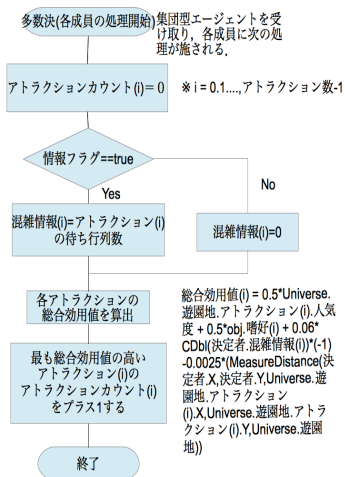 多数決(各成員の処理開始)
集団型エージェントを受
け取り，各成員に次の処
理が施される．
アトラクションカウント(i)＝0
※ i = 0.1....,アトラクション数-1
情報フラグ==true
Yes
No
混雑情報(i)=アトラクション(i)
の待ち行列数
混雑情報(i)=0
各アトラクションの
総合効用値を算出
総合効用値(i) = 0.5*Universe.
遊園地.アトラクション(i).人気
度 + 0.5*obj.嗜好(i) + 0.06*
CDbl(決定者.混雑情報(i))*(-1)
-0.0025*(MeasureDistance(決
定者.X,決定者.Y,Universe.遊
園地.アトラクション
(i).X,Universe.遊園地.アトラ
クション(i).Y,Universe.遊園
地))
最も総合効用値の高い
アトラクション(i)の
アトラクションカウント(i)
をプラス1する
終了